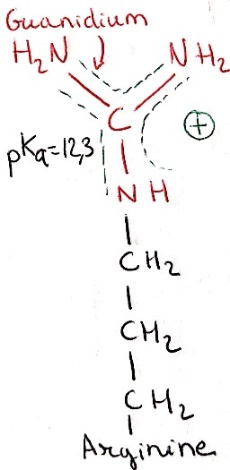 Guanidium
H₂N NH₂
C
⊕
pKa=12,3
NH
CH₂
CH₂
CH₂
Arginine